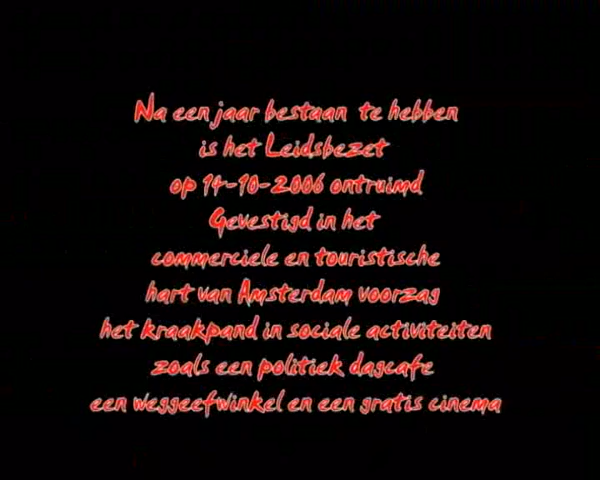 Na een jaar bestaan te hebben
is het Leidsbezet
op 14-10-2006 ontruimd
Gevestigd in het
commerciele en touristische
hart van Amsterdam voorzag
het kraakpand in sociale activiteiten
zoals een politiek dagcafe
een weggeefwinkel en een gratis cinema